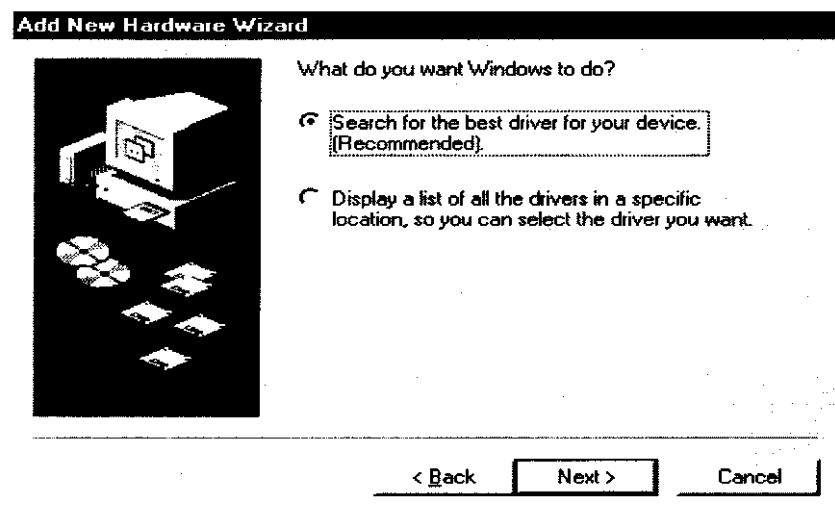 Add New Hardware Wizard
What do you want Windows to do?
Search for the best driver for your device.
(Recommended).
Display a list of all the drivers in a specific
location, so you can select the driver you want.
< Back
Next >
Cancel